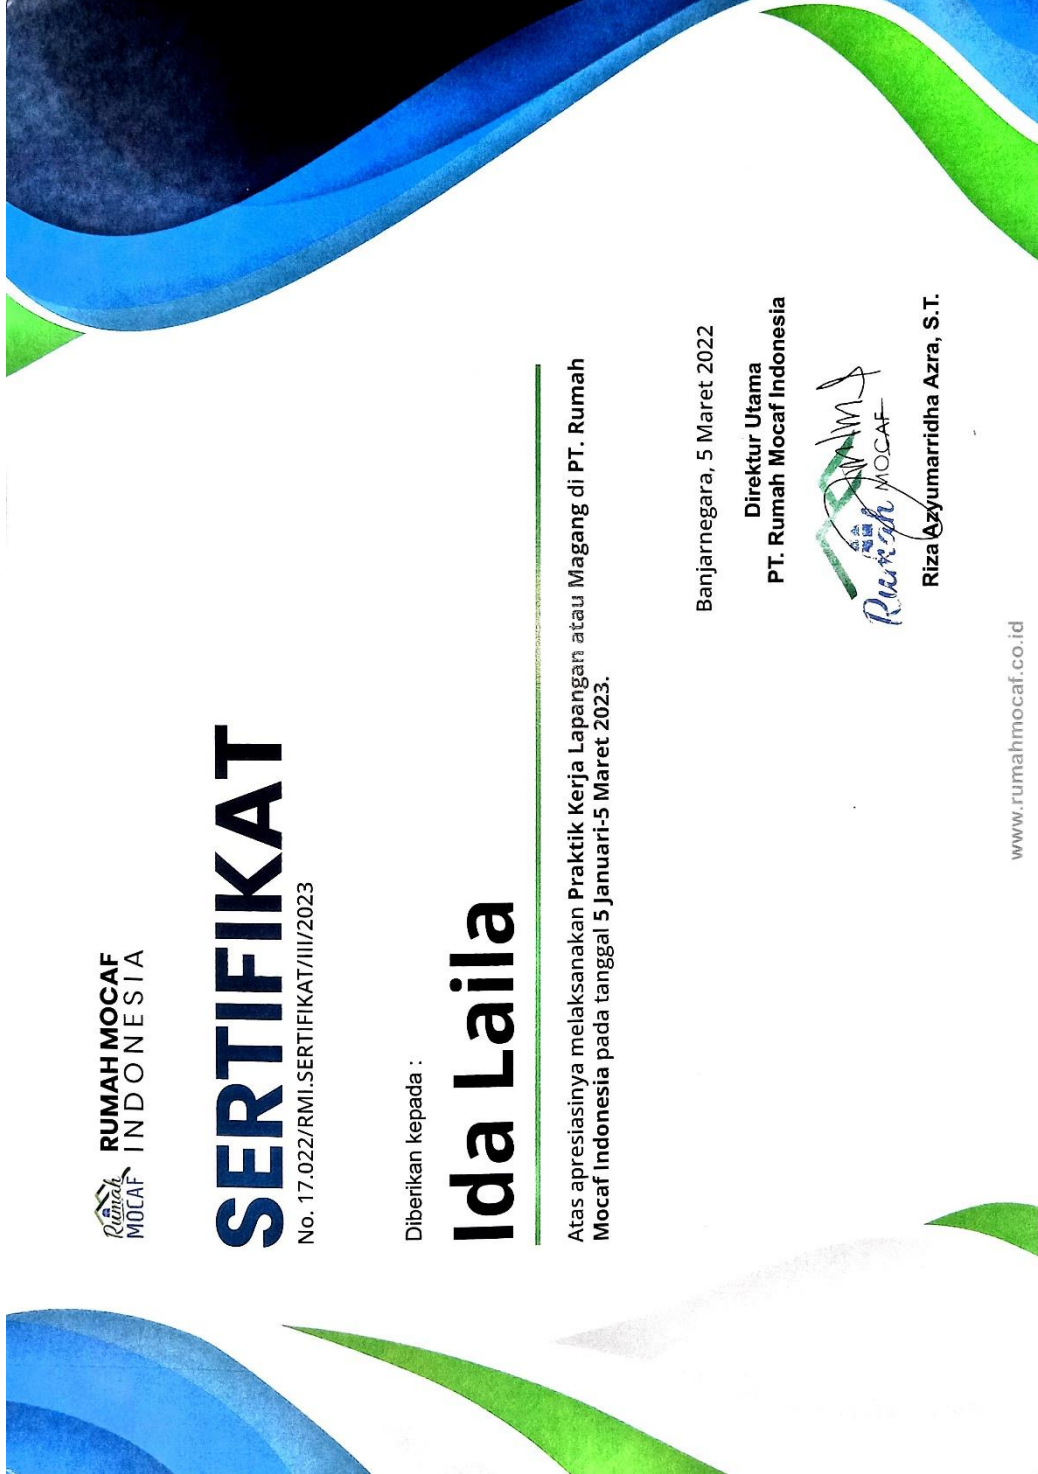 Rumah
MOCAF
RUMAH MOCAF
INDONESIA
SERTIFIKAT
No. 17.022/RMI.SERTIFIKAT/III/2023
Diberikan kepada :
Ida Laila
Atas apresiasinya melaksanakan Praktik Kerja Lapangan atau Magang di PT. Rumah
Mocaf Indonesia pada tanggal 5 Januari-5 Maret 2023.
Banjarnegara, 5 Maret 2022
Direktur Utama
PT. Rumah Mocaf Indonesia
Rumah
MOCAF
Riza Azyumarridha Azra, S.T.
www.rumahmocaf.co.id